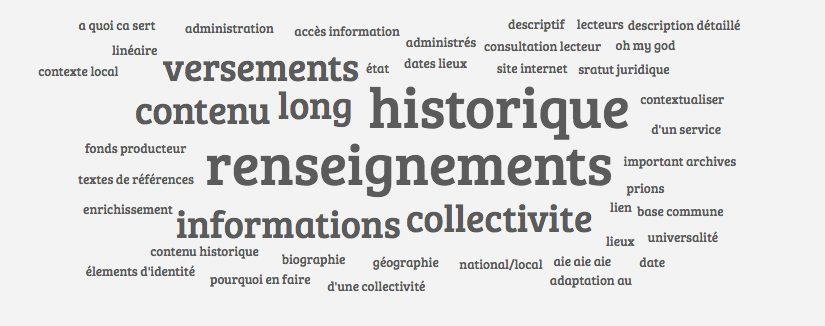 a quoi ca sert administration accès information descriptif lecteurs description détaillé
linéaire administrés consultation lecteur oh my god
contexte local versements état dates lieux site internet sratut juridique
contenu long historique contextualiser
d'un service
fonds producteur renseignements important archives
textes de références prions
enrichissement informations collectivite lien base commune
lieux universalité
contenu historique biographie géographie national/local aie aie aie date
élements d'identité pourquoi en faire d'une collectivité adaptation au